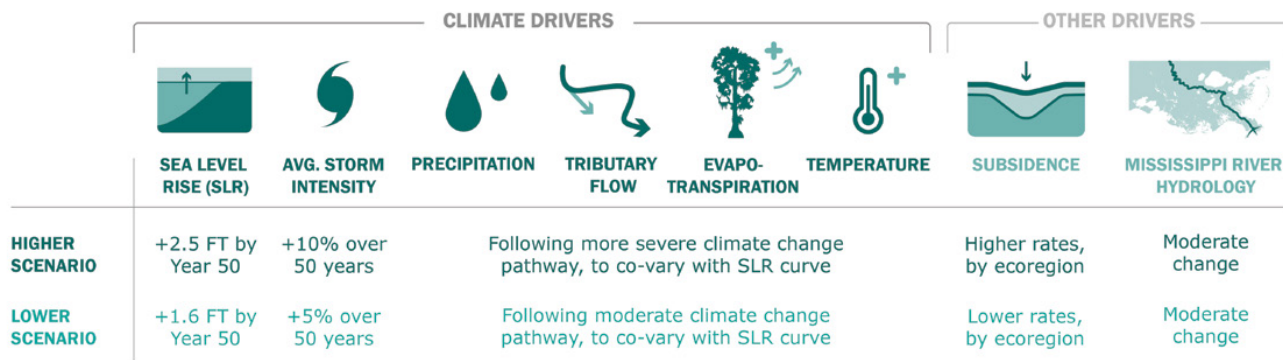 CLIMATE DRIVERS
OTHER DRIVERS
SEA LEVEL
RISE (SLR)
AVG. STORM
INTENSITY
PRECIPITATION
TRIBUTARY
FLOW
EVAPO-
TRANSPIRATION
TEMPERATURE
SUBSIDENCE
MISSISSIPPI RIVER
HYDROLOGY
HIGHER
SCENARIO
+2.5 FT by
Year 50
+10% over
50 years
Following more severe climate change
pathway, to co-vary with SLR curve
Higher rates,
by ecoregion
Moderate
change
LOWER
SCENARIO
+1.6 FT by
Year 50
+5% over
50 years
Following moderate climate change
pathway, to co-vary with SLR curve
Lower rates,
by ecoregion
Moderate
change